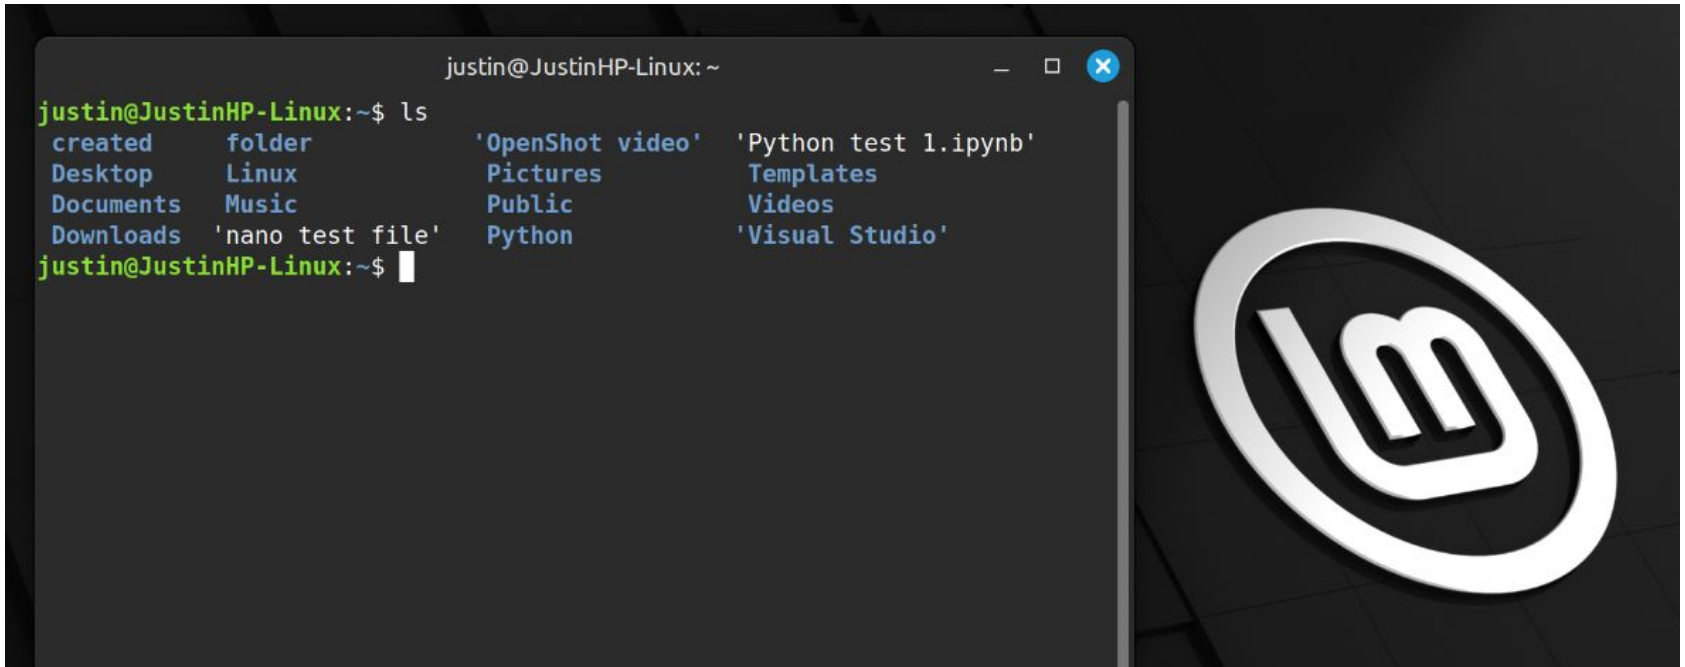 justin@JustinHP-Linux: ~
justin@JustinHP-Linux:~$ ls
created folder 'OpenShot video' 'Python test 1.ipynb'
Desktop Linux Pictures Templates
Documents Music Public Videos
Downloads 'nano test file' Python 'Visual Studio'
justin@JustinHP-Linux:~$
lm